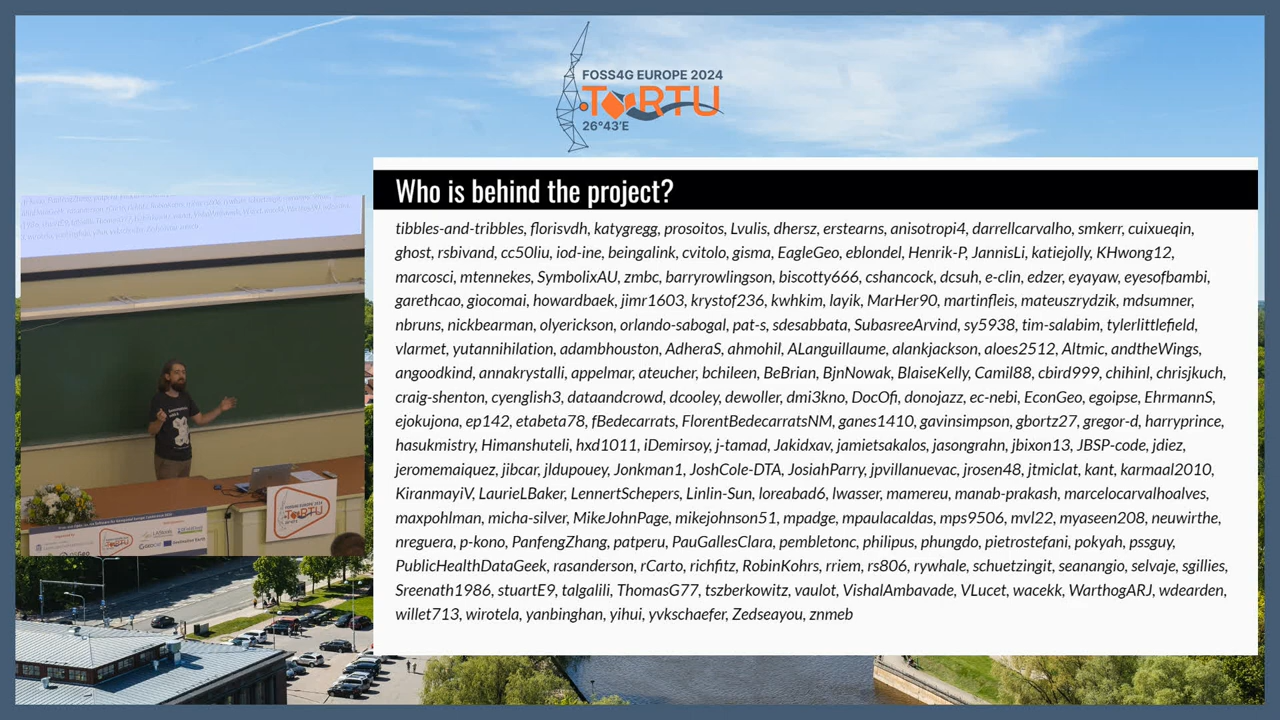 FOSS4G EUROPE 2024
TARTU
26°43'E
Who is behind the project?
tibbles-and-tribbles, florisvdh, katygregg, prosoitos, Lvulis, dhersz, erstearns, anisotropi4, darrellcarvalho, smkerr, cuixueqin,
ghost, rsbivand, cc50liu, iod-ine, beingalink, cvitolo, gisma, EagleGeo, eblondel, Henrik-P, JannisLi, katiejolly, KHwong12,
marcosci, mtennekes, SymbolixAU, zmbc, barryrowlingson, biscotty666, cshancock, dcsuh, e-clin, edzer, eyayaw, eyesofbambi,
garethcao, giocomai, howardbaek, jimr1603, krystof236, kwhkim, layik, MarHer90, martinfleis, mateuszrydzik, mdsumner,
nbruns, nickbearman, olyerickson, orlando-sabogal, pat-s, sdesabbata, SubasreeArvind, sy5938, tim-salabim, tylerlittlefield,
vlarmet, yutannihilation, adambhouston, AdheraS, ahmohil, ALanguillaume, alankjackson, aloes2512, Altmic, andtheWings,
angoodkind, annakrystalli, appelmar, ateucher, bchileen, BeBrian, BjnNowak, BlaiseKelly, Camil88, cbird999, chihinl, chrisjkuch,
craig-shenton, cyenglish3, dataandcrowd, dcooley, dewoller, dmi3kno, DocOfi, donojazz, ec-nebi, EconGeo, egoipse, EhrmannS,
ejokujona, ep142, etabeta78, fBedecarrats, FlorentBedecarratsNM, ganes1410, gavinsimpson, gbortz27, gregor-d, harryprince,
hasukmistry, Himanshuteli, hxd1011, iDemirsoy, j-tamad, Jakidxav, jamietsakalos, jasongrahn, jbixon13, JBSP-code, jdiez,
jeromemaiquez, jibcar, jldupouey, Jonkman1, JoshCole-DTA, JosiahParry, jpvillanuevac, jrosen48, jtmiclat, kant, karmaal2010,
KiranmayiV, LaurieLBaker, LennertSchepers, Linlin-Sun, loreabad6, lwasser, mamereu, manab-prakash, marcelocarvalhoalves,
maxpohlman, micha-silver, MikeJohnPage, mikejohnson51, mpadge, mpaulacaldas, mps9506, mvl22, myaseen208, neuwirthe,
nreguera, p-kono, PanfengZhang, patperu, PauGallesClara, pembletonc, philipus, phungdo, pietrostefani, pokyah, pssguy,
PublicHealthDataGeek, rasanderson, rCarto, richfitz, RobinKohrs, rriem, rs806, rywhale, schuetzingit, seanangio, selvaje, sgillies,
Sreenath1986, stuartE9, talgalili, ThomasG77, tszberkowitz, vaulot, VishalAmbavade, VLucet, wacekk, WarthogARJ, wdearden,
willet713, wirotela, yanbinghan, yihui, yvkschaefer, Zedseayou, znmeb